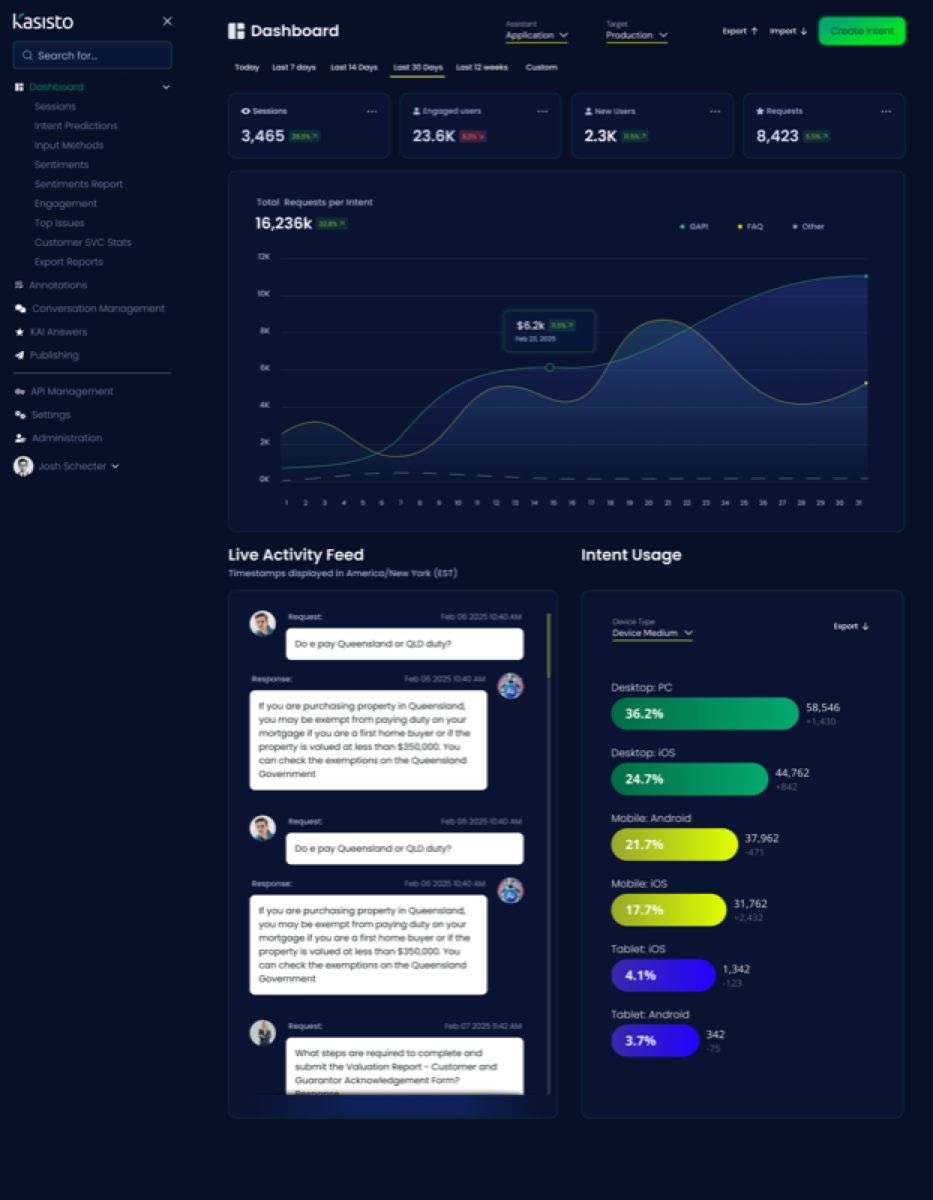 Kasisto
Search for...
Dashboard
Sessions
Intent Predictions
Input Methods
Sentiments
Sentiments Report
Engagement
Top Issues
Customer SVC Stats
Export Reports
Annotations
Conversation Management
KAI Answers
Publishing
API Management
Settings
Administration
Josh Schecter
Dashboard
Assistant
Application
Target
Production
Export
Import
Create Intent
Today Last 7 days Last 14 Days Last 30 Days Last 12 weeks Custom
Sessions
3,465 28.5%
Engaged users
23.6K 8.3%
New Users
2.3K 11.5%
Requests
8,423 5.5%
Total Requests per Intent
16,236k 32.8%
GAPI FAQ Other
12K
10K
8K
6K
4K
2K
0K
$6.2k 11.5%
Feb 23, 2025
1 2 3 4 5 6 7 8 9 10 11 12 13 14 15 16 17 18 19 20 21 22 23 24 25 26 27 28 29 30 31
Live Activity Feed
Timestamps displayed in America/New York (EST)
Request: Feb 06 2025 10:40 AM
Do e pay Queensland or QLD duty?
Response: Feb 06 2025 10:40 AM
If you are purchasing property in Queensland,
you may be exempt from paying duty on your
mortgage if you are a first home buyer or if the
property is valued at less than $350,000. You
can check the exemptions on the Queensland
Government
Request: Feb 06 2025 10:40 AM
Do e pay Queensland or QLD duty?
Response: Feb 06 2025 10:40 AM
If you are purchasing property in Queensland,
you may be exempt from paying duty on your
mortgage if you are a first home buyer or if the
property is valued at less than $350,000. You
can check the exemptions on the Queensland
Government
Request: Feb 07 2025 11:42 AM
What steps are required to complete and
submit the Valuation Report - Customer and
Guarantor Acknowledgement Form?
Response
Intent Usage
Device Type
Device Medium
Export
Desktop: PC
36.2% 58,546
+1,430
Desktop: iOS
24.7% 44,762
+842
Mobile: Android
21.7% 37,962
-471
Mobile: iOS
17.7% 31,762
+2,432
Tablet: iOS
4.1% 1,342
-123
Tablet: Android
3.7% 342
-75